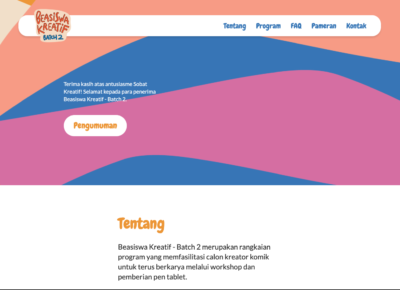 BEASISWA
KREATIF
BATCH 2
Tentang Program FAQ Pameran Kontak
Terima kasih atas antusiasme Sobat
Kreatif! Selamat kepada para penerima
Beasiswa Kreatif - Batch 2.
Pengumuman
Tentang
Beasiswa Kreatif - Batch 2 merupakan rangkaian
program yang memfasilitasi calon kreator komik
untuk terus berkarya melalui workshop dan
pemberian pen tablet.